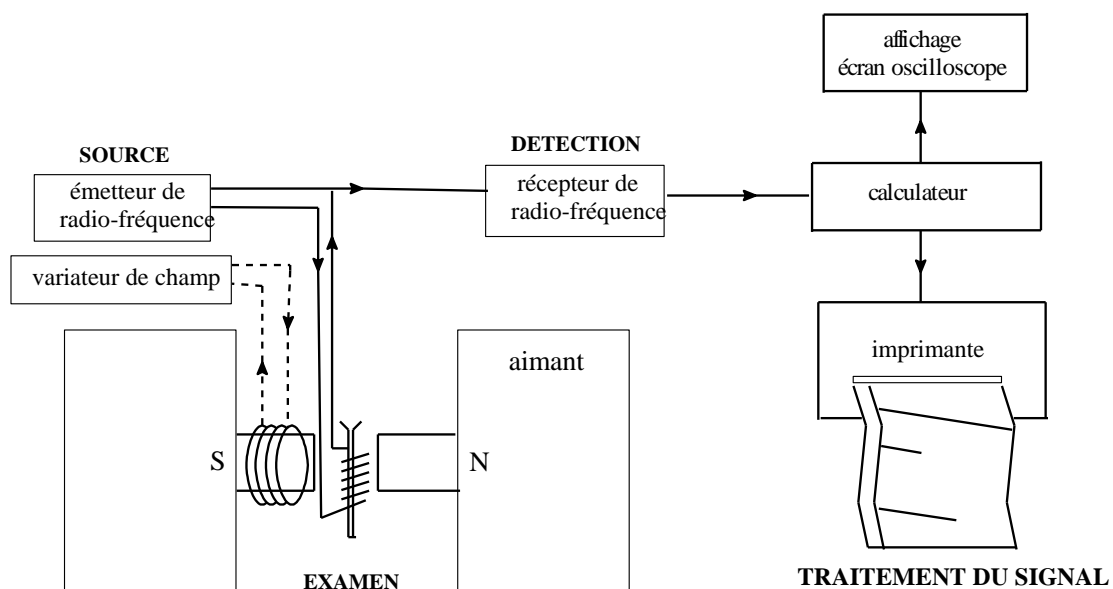 affichage
écran oscilloscope
SOURCE
DETECTION
émetteur de
radio-fréquence
récepteur de
radio-fréquence
calculateur
variateur de champ
aimant
imprimante
S
N
EXAMEN
TRAITEMENT DU SIGNAL